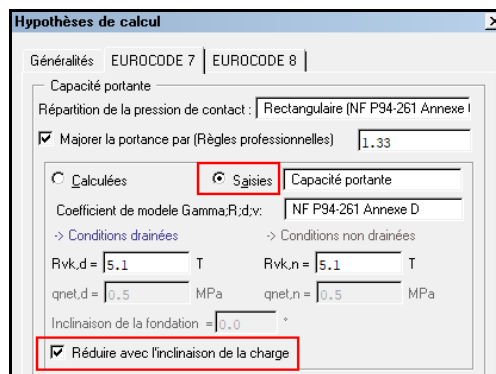 Hypothèses de calcul
Généralités EUROCODE 7 EUROCODE 8
Capacité portante
Répartition de la pression de contact : Rectangulaire (NF P94-261 Annexe
Majorer la portance par (Règles professionnelles) 1.33
Calculées Saisies Capacité portante
Coefficient de modele Gamma;R;d;v: NF P94-261 Annexe D
-> Conditions drainées -> Conditions non drainées
Rvk,d = 5.1 T Rvk,n = 5.1 T
qnet,d = 0.5 MPa qnet,n = 0.5 MPa
Inclinaison de la fondation = 0.0 °
Réduire avec l'inclinaison de la charge